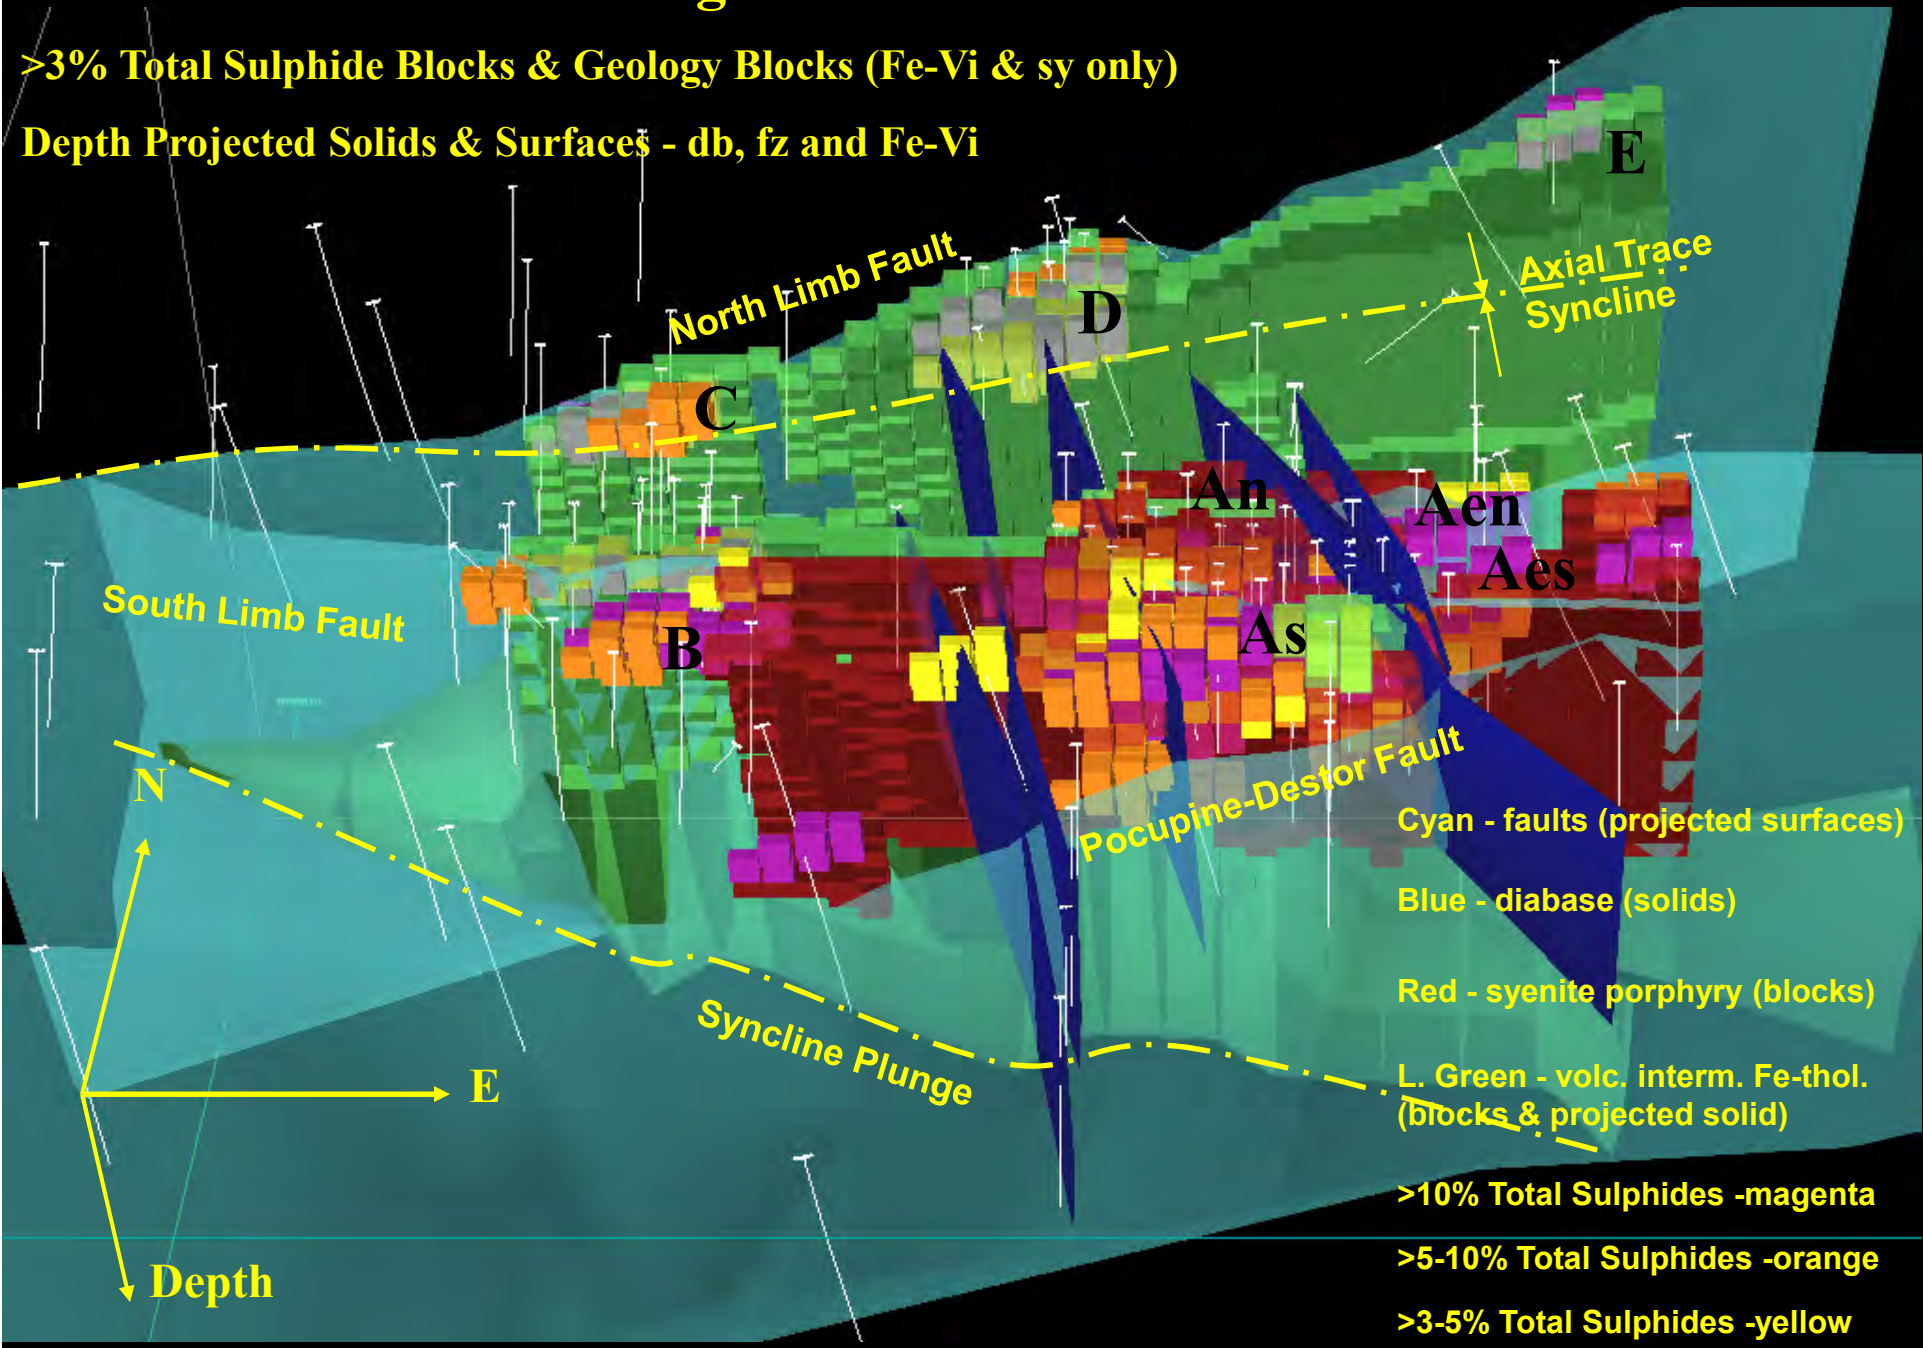 >3% Total Sulphide Blocks & Geology Blocks (Fe-Vi & sy only)
Depth Projected Solids & Surfaces - db, fz and Fe-Vi
E
North Limb Fault
Axial Trace
Syncline
D
C
An
Aen
Aes
South Limb Fault
B
As
N
Pocupine-Destor Fault
Cyan - faults (projected surfaces)
Blue - diabase (solids)
Red - syenite porphyry (blocks)
Syncline Plunge
L. Green - volc. interm. Fe-thol.
(blocks & projected solid)
E
>10% Total Sulphides -magenta
Depth
>5-10% Total Sulphides -orange
>3-5% Total Sulphides -yellow